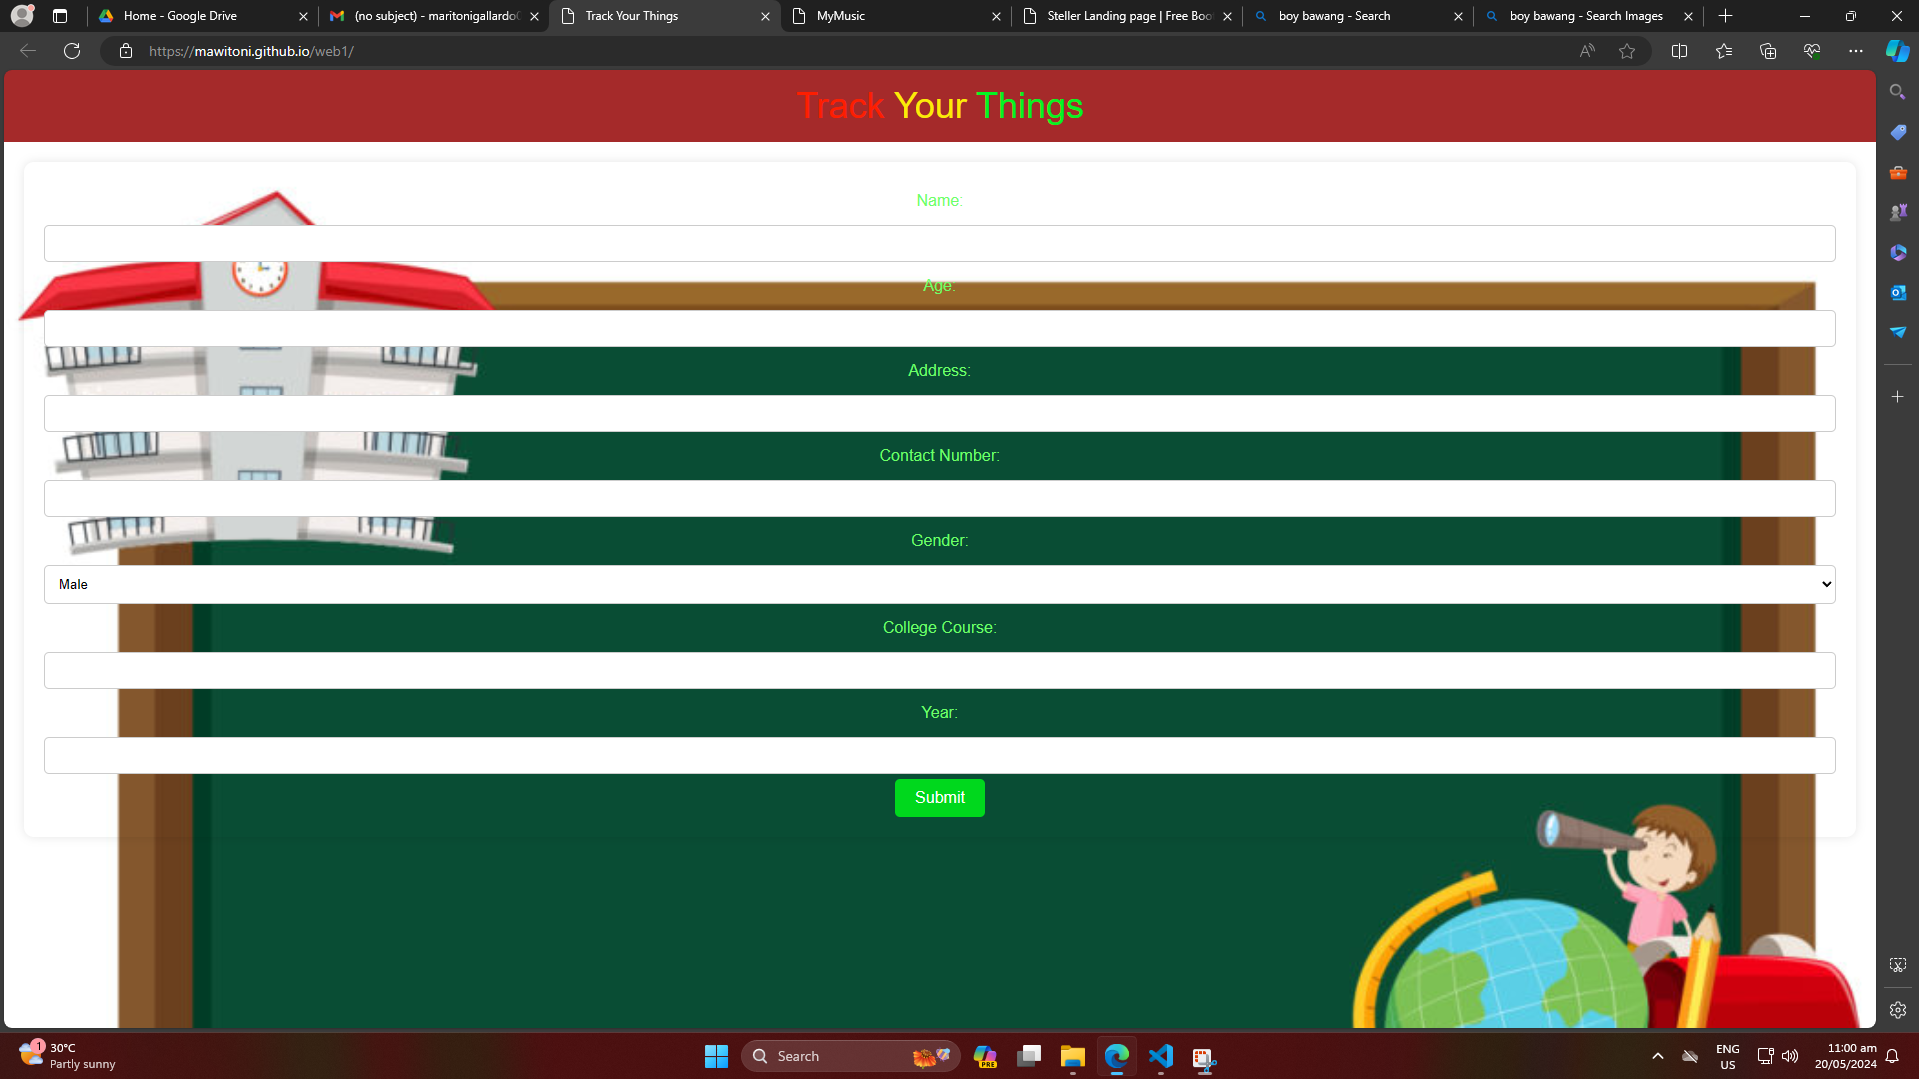 Home - Google Drive
(no subject) - maritonigallardo
Track Your Things
MyMusic
Steller Landing page | Free Boo
boy bawang - Search
boy bawang - Search Images
https://mawitoni.github.io/web1/
Track Your Things
Name:
Age:
Address:
Contact Number:
Gender:
Male
College Course:
Year:
Submit
1
30°C
Partly sunny
Search
PRE
ENG
US
11:00 am
20/05/2024